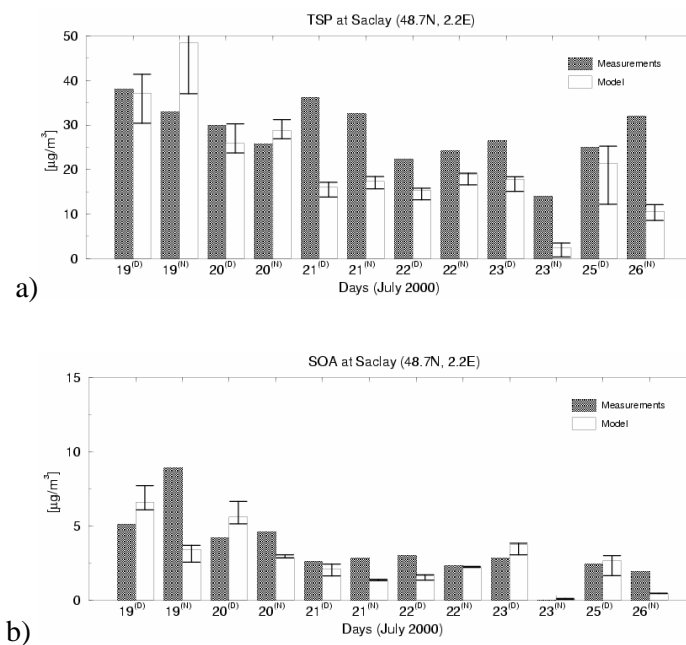 TSP at Saclay (48.7N, 2.2E)
50
40
30
20
10
0
[µg/m³]
Measurements
Model
19(D) 19(N) 20(D) 20(N) 21(D) 21(N) 22(D) 22(N) 23(D) 23(N) 25(D) 26(N)
Days (July 2000)
a)
SOA at Saclay (48.7N, 2.2E)
15
10
5
0
[µg/m³]
Measurements
Model
19(D) 19(N) 20(D) 20(N) 21(D) 21(N) 22(D) 22(N) 23(D) 23(N) 25(D) 26(N)
Days (July 2000)
b)